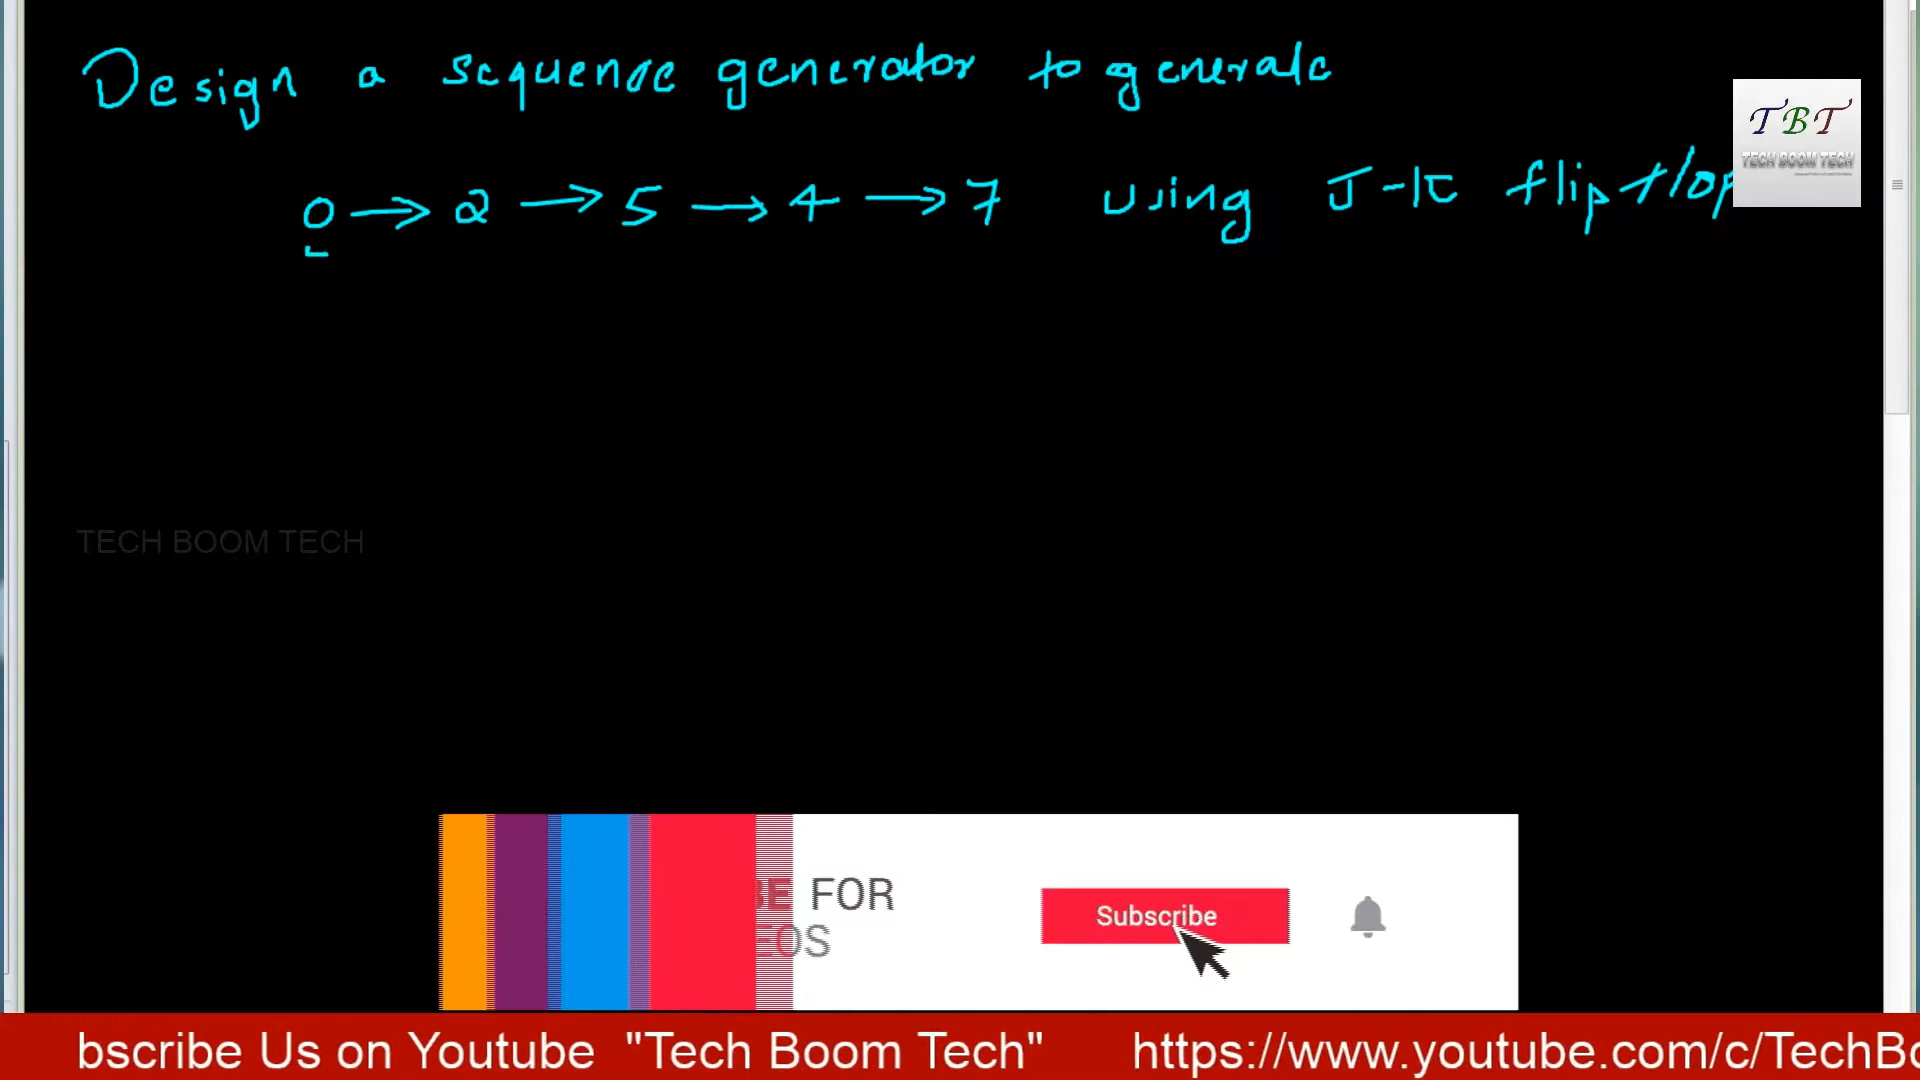 Design a sequence generator to generate
0 → 2 → 5 → 4 → 7 using J-K flip flop
TBT
TECH BOOM TECH
TECH BOOM TECH
FOR
Subscribe
bscribe Us on Youtube "Tech Boom Tech" https://www.youtube.com/c/TechBo